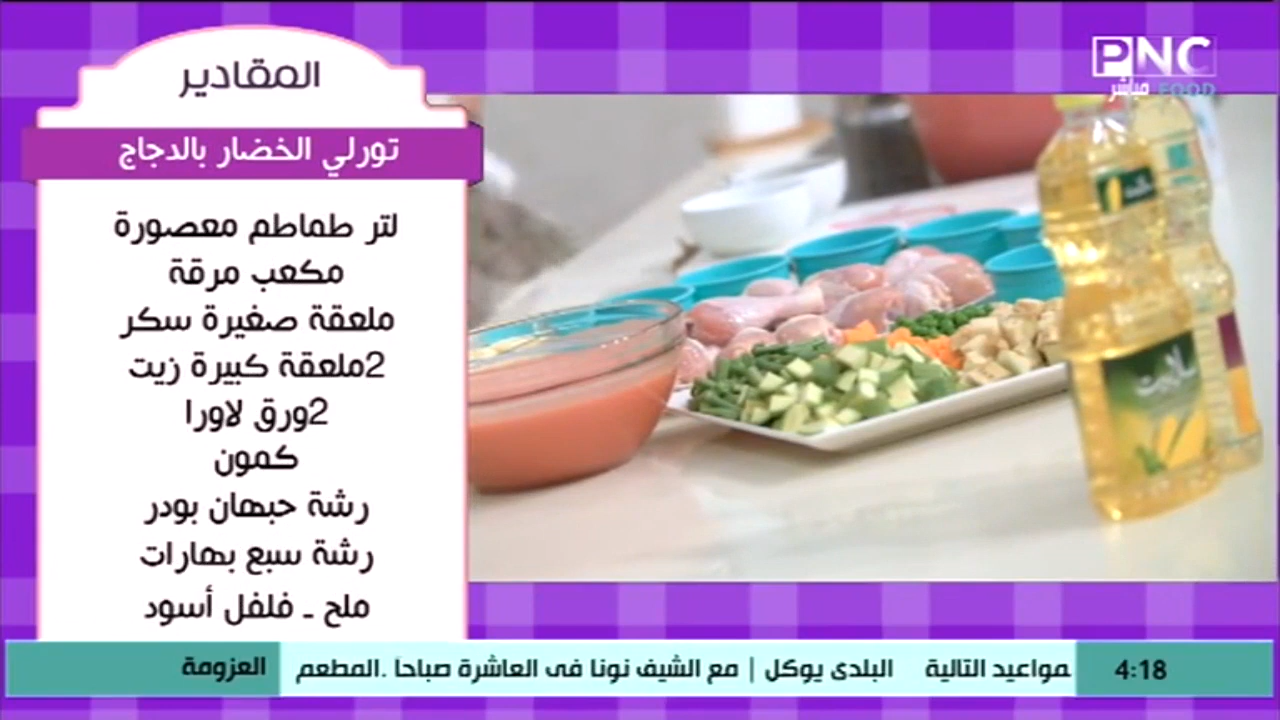 PNC
FOOD مباشر
المقادير
تورلي الخضار بالدجاج
لتر طماطم معصورة
مكعب مرقة
ملعقة صغيرة سكر
2ملعقة كبيرة زيت
2ورق لاورا
كمون
رشة حبهان بودر
رشة سبع بهارات
ملح ـ فلفل أسود
4:18
مواعيد التالية البلدى يوكل | مع الشيف نونا فى العاشرة صباحاً .المطعم
العزومة